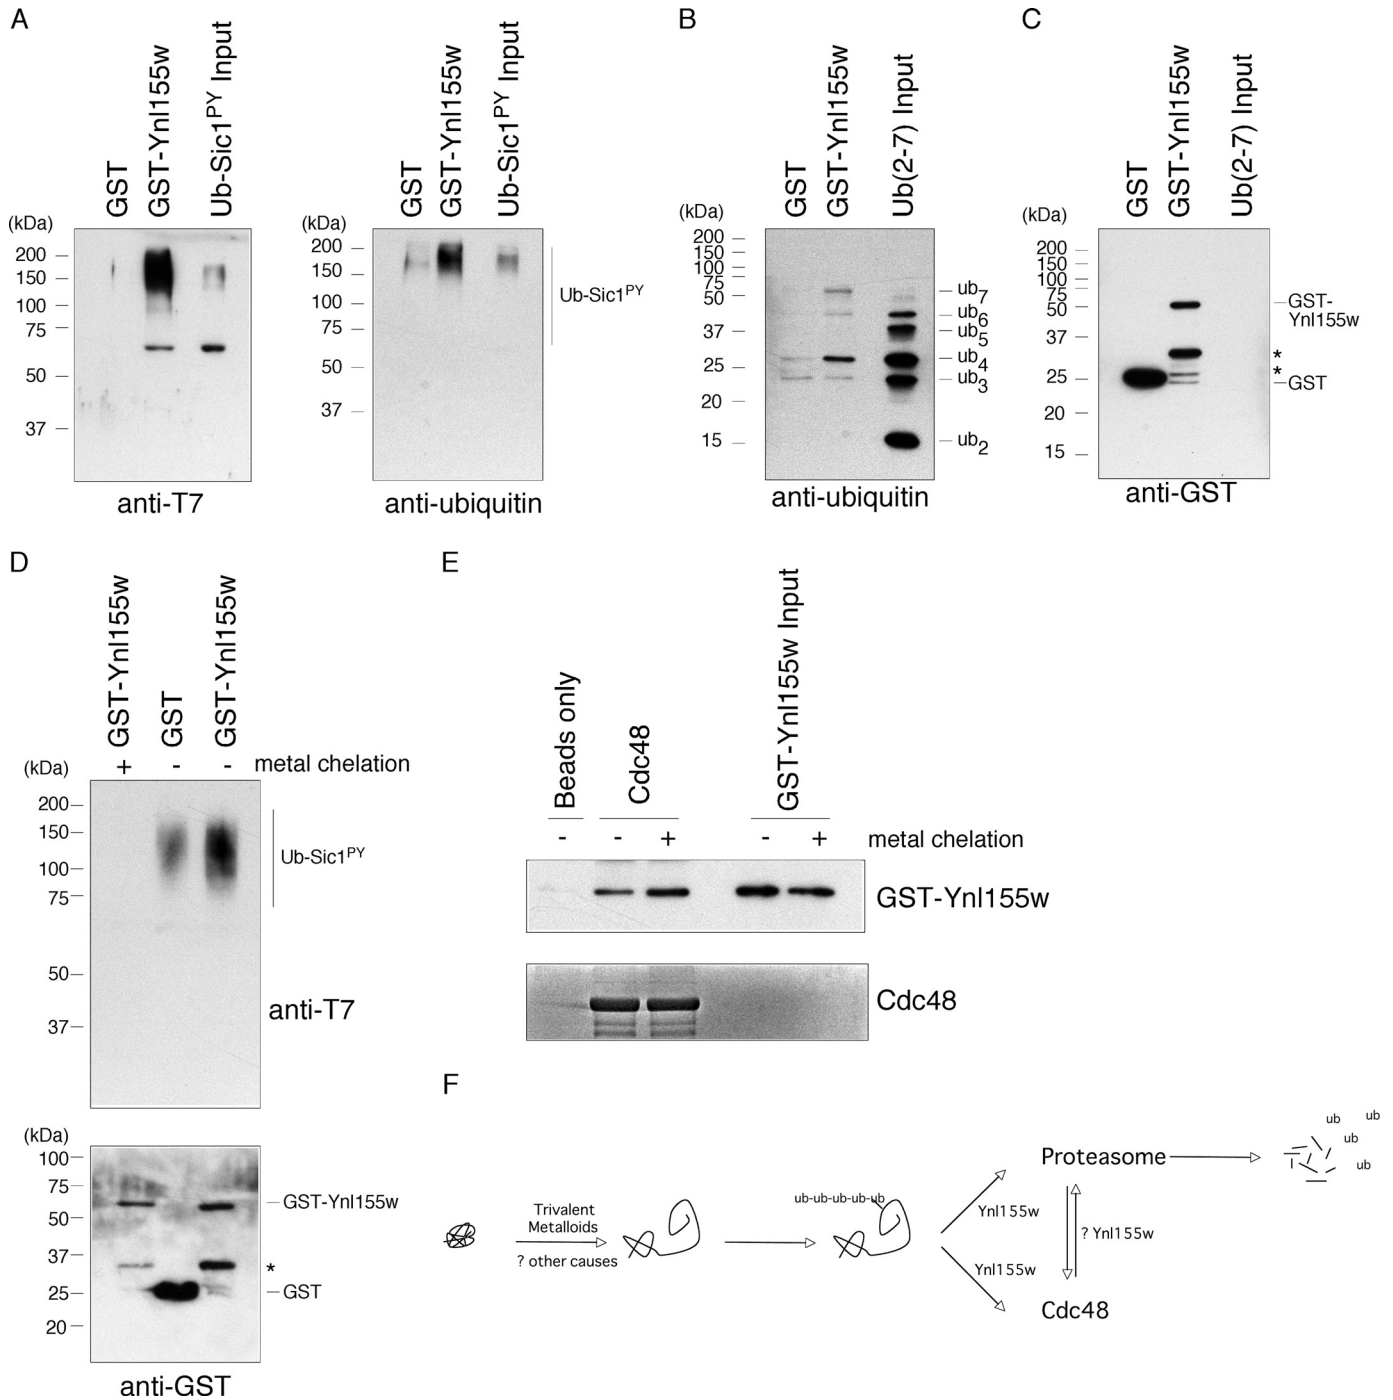 A
GST
GST-Ynl155w
Ub-Sic1PY Input
(kDa)
200
150
100
75
50
37
anti-T7
GST
GST-Ynl155w
Ub-Sic1PY Input
(kDa)
200
150
100
75
50
37
Ub-Sic1PY
anti-ubiquitin
B
GST
GST-Ynl155w
Ub(2-7) Input
(kDa)
200
150
100
75
50
37
25
20
15
ub7
ub6
ub5
ub4
ub3
ub2
anti-ubiquitin
C
GST
GST-Ynl155w
Ub(2-7) Input
(kDa)
200
150
100
75
50
37
25
20
15
GST-
Ynl155w
*
*
GST
anti-GST
D
GST-Ynl155w
GST
GST-Ynl155w
(kDa) + - - metal chelation
200
150
100
75
50
37
Ub-Sic1PY
anti-T7
(kDa)
100
75
50
37
25
20
GST-Ynl155w
*
GST
anti-GST
E
Beads only
Cdc48
GST-Ynl155w Input
- - + - + metal chelation
GST-Ynl155w
Cdc48
F
Trivalent
Metalloids
? other causes
ub-ub-ub-ub-ub
Ynl155w
Ynl155w
Proteasome
? Ynl155w
Cdc48
ub
ub
ub
ub